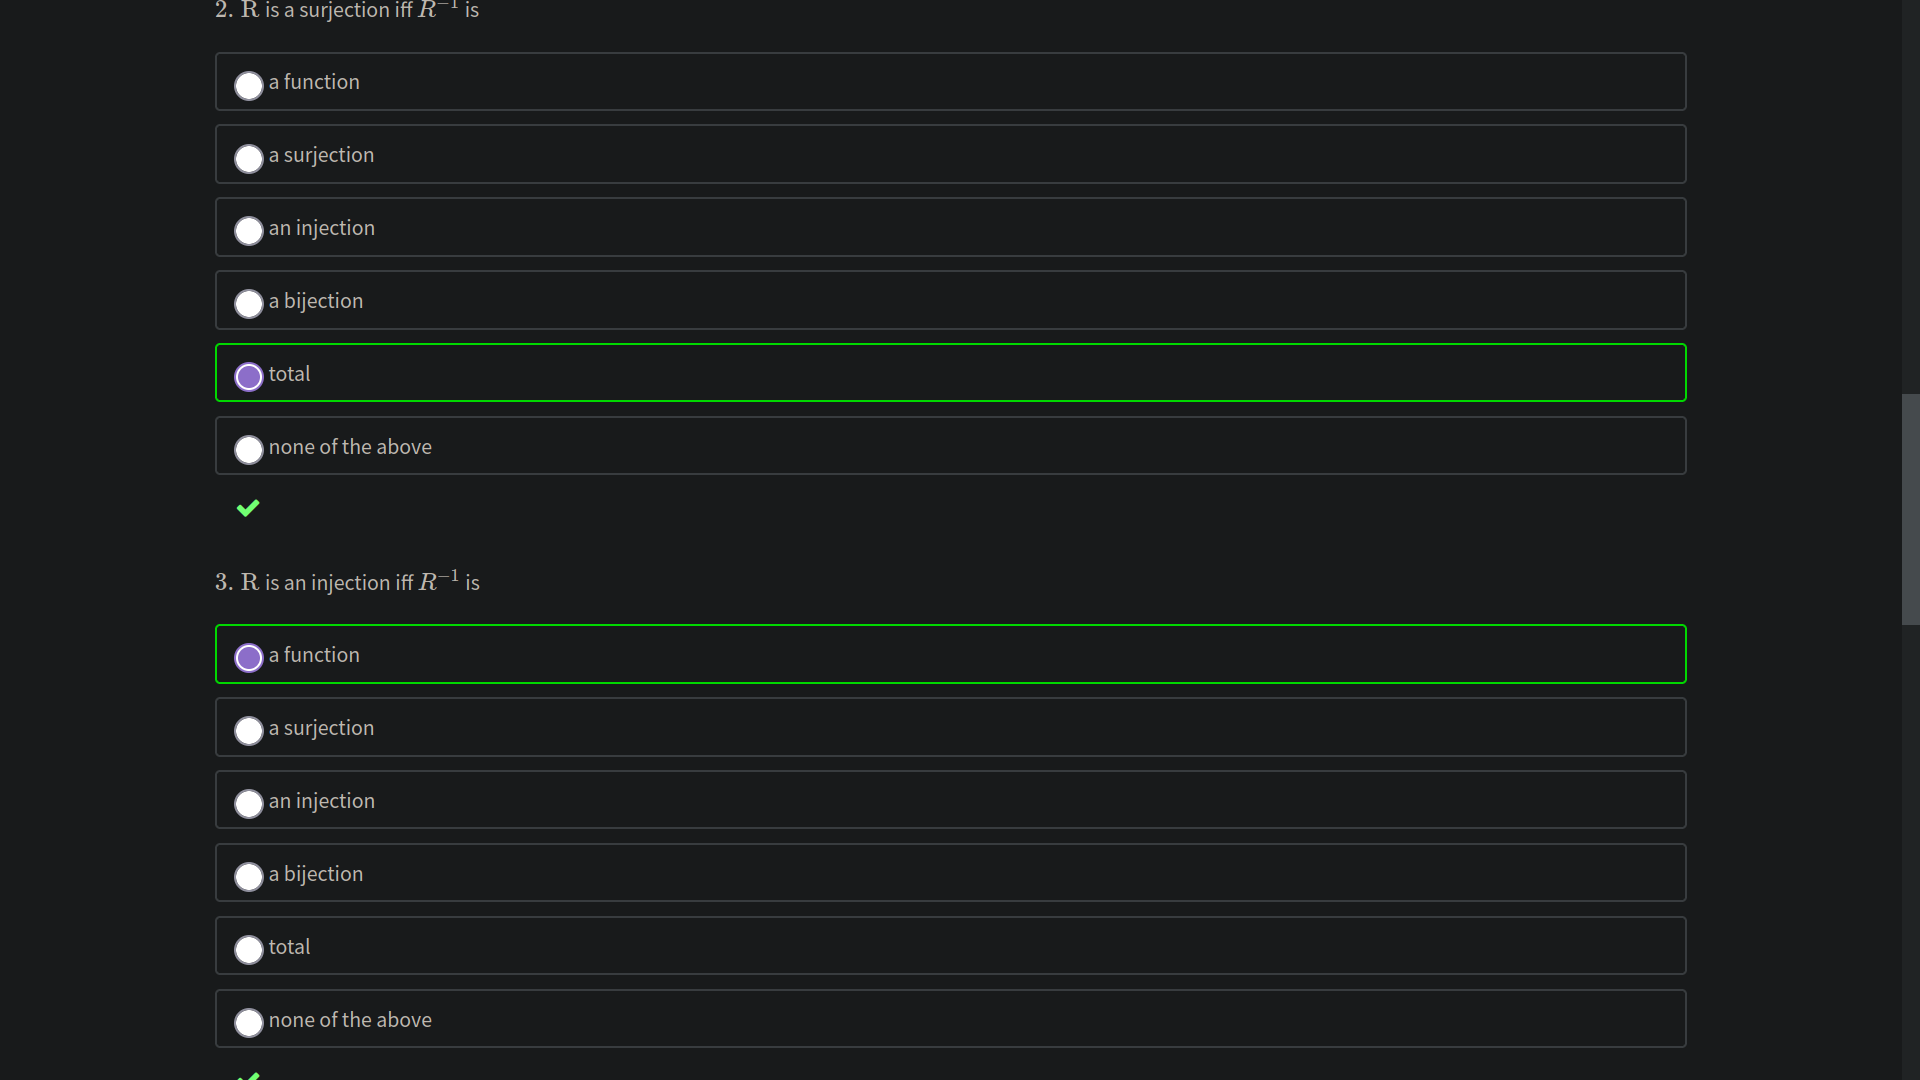 2. R is a surjection iff R⁻¹ is
a function
a surjection
an injection
a bijection
total
none of the above
3. R is an injection iff R⁻¹ is
a function
a surjection
an injection
a bijection
total
none of the above